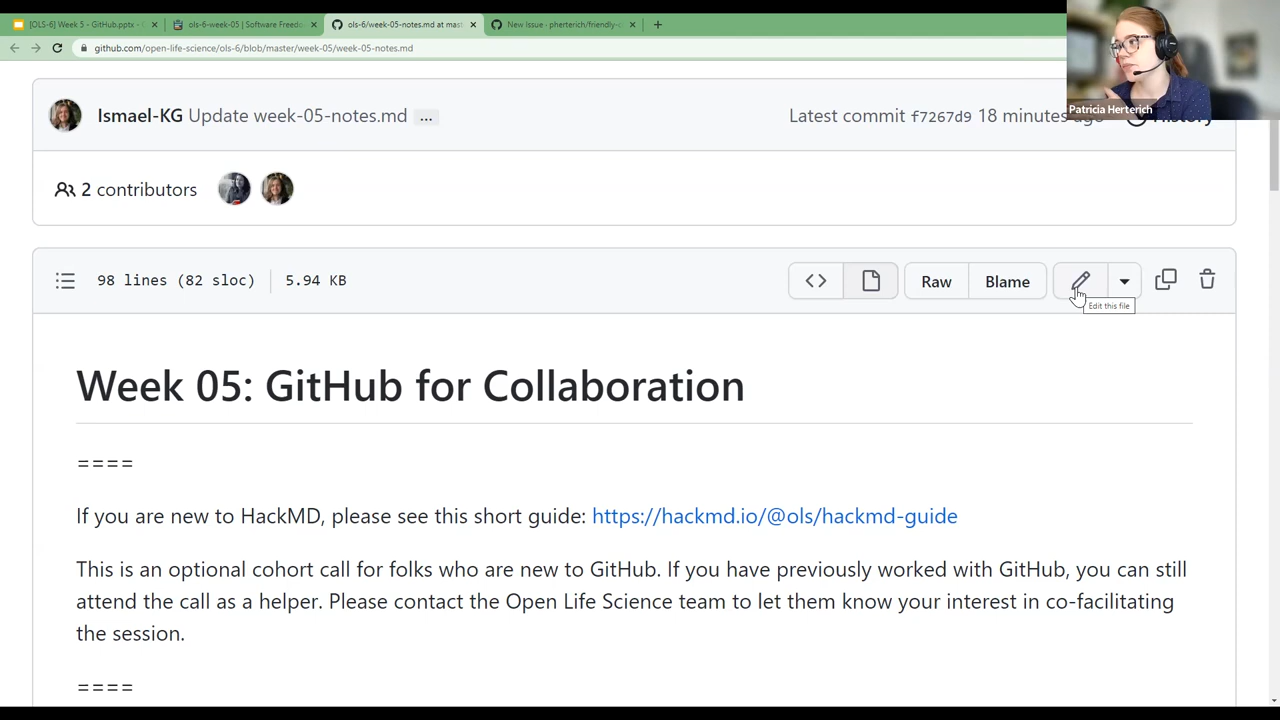 [OLS-6] Week 5 - GitHub.pptx -
ols-6-week-05 | Software Freedo
ols-6/week-05-notes.md at mast
New Issue · pherterich/friendly-
github.com/open-life-science/ols-6/blob/master/week-05/week-05-notes.md
Patricia Herterich
Ismael-KG Update week-05-notes.md ...
Latest commit f7267d9 18 minutes ago History
2 contributors
98 lines (82 sloc) 5.94 KB
Raw Blame
Edit this file
Week 05: GitHub for Collaboration
====
If you are new to HackMD, please see this short guide: https://hackmd.io/@ols/hackmd-guide
This is an optional cohort call for folks who are new to GitHub. If you have previously worked with GitHub, you can still
attend the call as a helper. Please contact the Open Life Science team to let them know your interest in co-facilitating
the session.
====